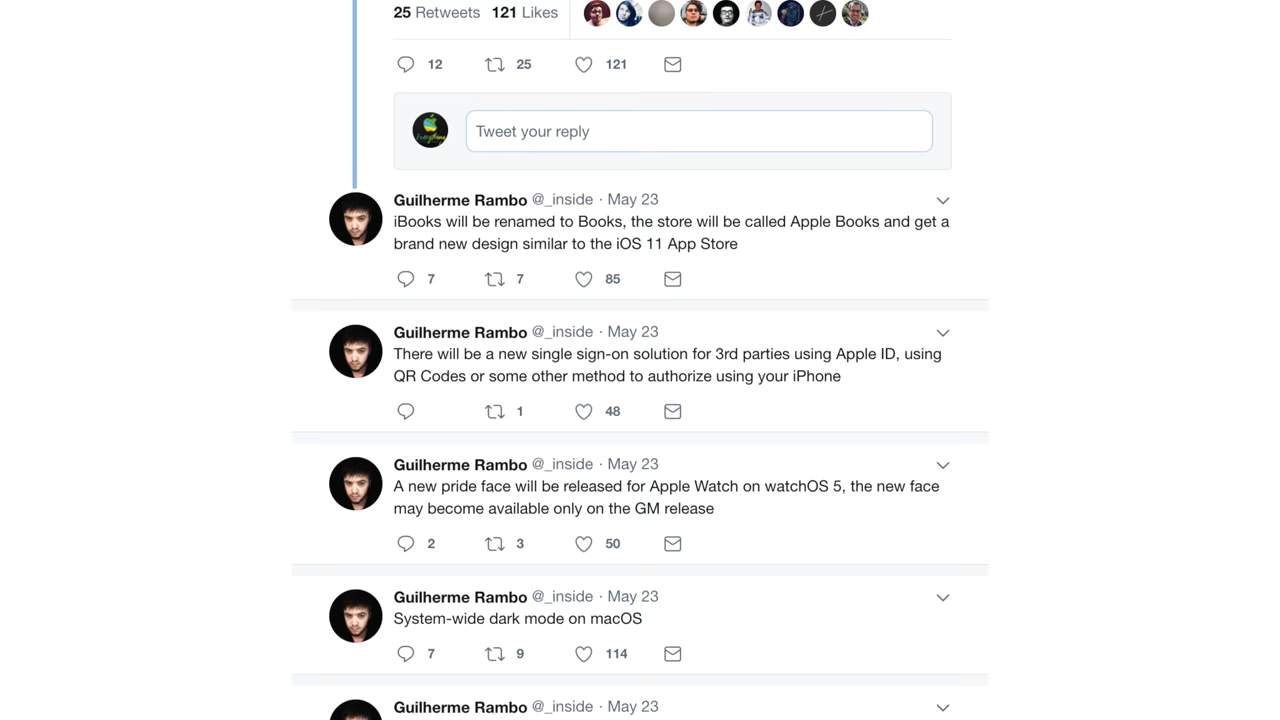 25 Retweets 121 Likes
12 25 121
Tweet your reply
Guilherme Rambo @_inside · May 23
iBooks will be renamed to Books, the store will be called Apple Books and get a
brand new design similar to the iOS 11 App Store
7 7 85
Guilherme Rambo @_inside · May 23
There will be a new single sign-on solution for 3rd parties using Apple ID, using
QR Codes or some other method to authorize using your iPhone
1 48
Guilherme Rambo @_inside · May 23
A new pride face will be released for Apple Watch on watchOS 5, the new face
may become available only on the GM release
2 3 50
Guilherme Rambo @_inside · May 23
System-wide dark mode on macOS
7 9 114
Guilherme Rambo @_inside · May 23